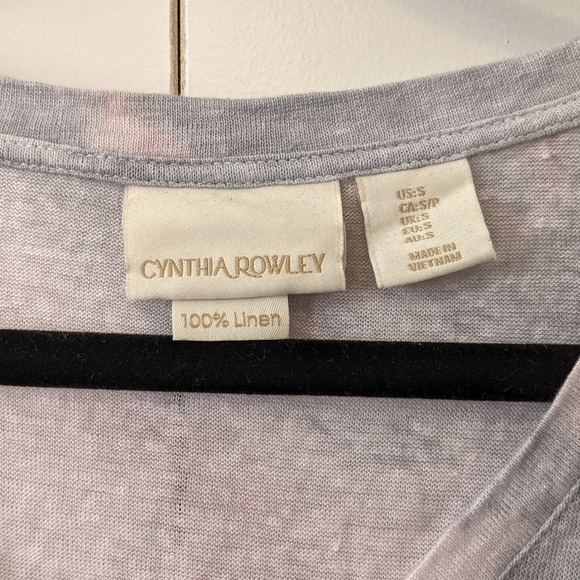 CYNTHIA ROWLEY
100% Linen
US:S
CA:S/P
UK:S
EU:S
AU:S
MADE IN
VIETNAM